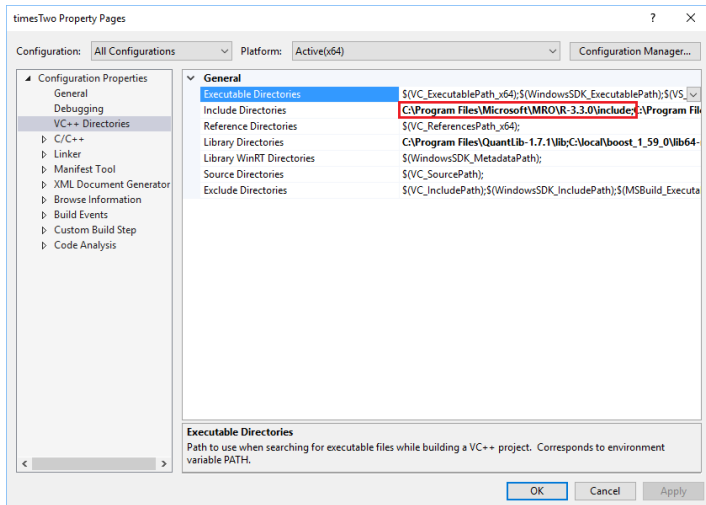 timesTwo Property Pages ? ×
Configuration: All Configurations Platform: Active(x64) Configuration Manager...
Configuration Properties
General
Debugging
VC++ Directories
C/C++
Linker
Manifest Tool
XML Document Generator
Browse Information
Build Events
Custom Build Step
Code Analysis
General
Executable Directories $(VC_ExecutablePath_x64);$(WindowsSDK_ExecutablePath);$(VS_
Include Directories C:\Program Files\Microsoft\MRO\R-3.3.0\include;C:\Program Fil
Reference Directories $(VC_ReferencesPath_x64);
Library Directories C:\Program Files\QuantLib-1.7.1\lib;C:\local\boost_1_59_0\lib64-
Library WinRT Directories $(WindowsSDK_MetadataPath);
Source Directories $(VC_SourcePath);
Exclude Directories $(VC_IncludePath);$(WindowsSDK_IncludePath);$(MSBuild_Executa
Executable Directories
Path to use when searching for executable files while building a VC++ project. Corresponds to environment
variable PATH.
OK Cancel Apply